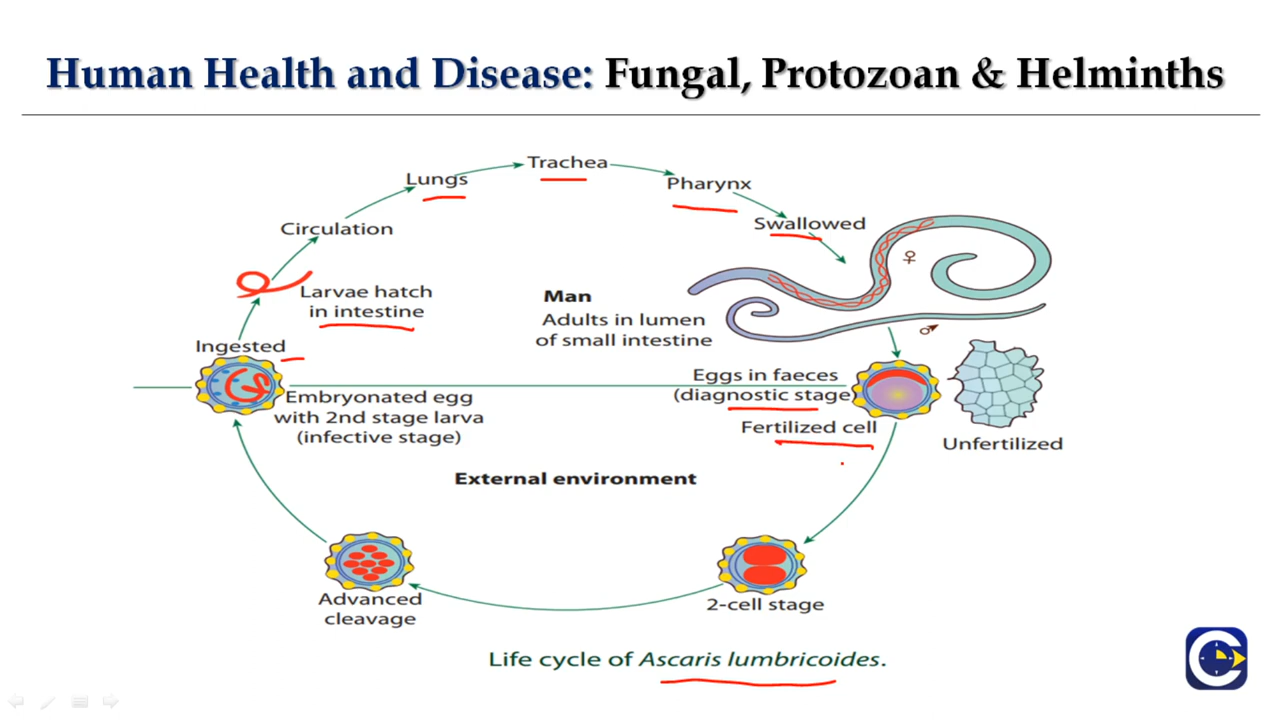 Human Health and Disease: Fungal, Protozoan & Helminths
Trachea
Lungs
Pharynx
Circulation
Swallowed
♀
Larvae hatch
in intestine
Man
Adults in lumen
of small intestine
♂
Ingested
Embryonated egg
with 2nd stage larva
(infective stage)
Eggs in faeces
(diagnostic stage)
Fertilized cell
Unfertilized
External environment
Advanced
cleavage
2-cell stage
Life cycle of Ascaris lumbricoides.